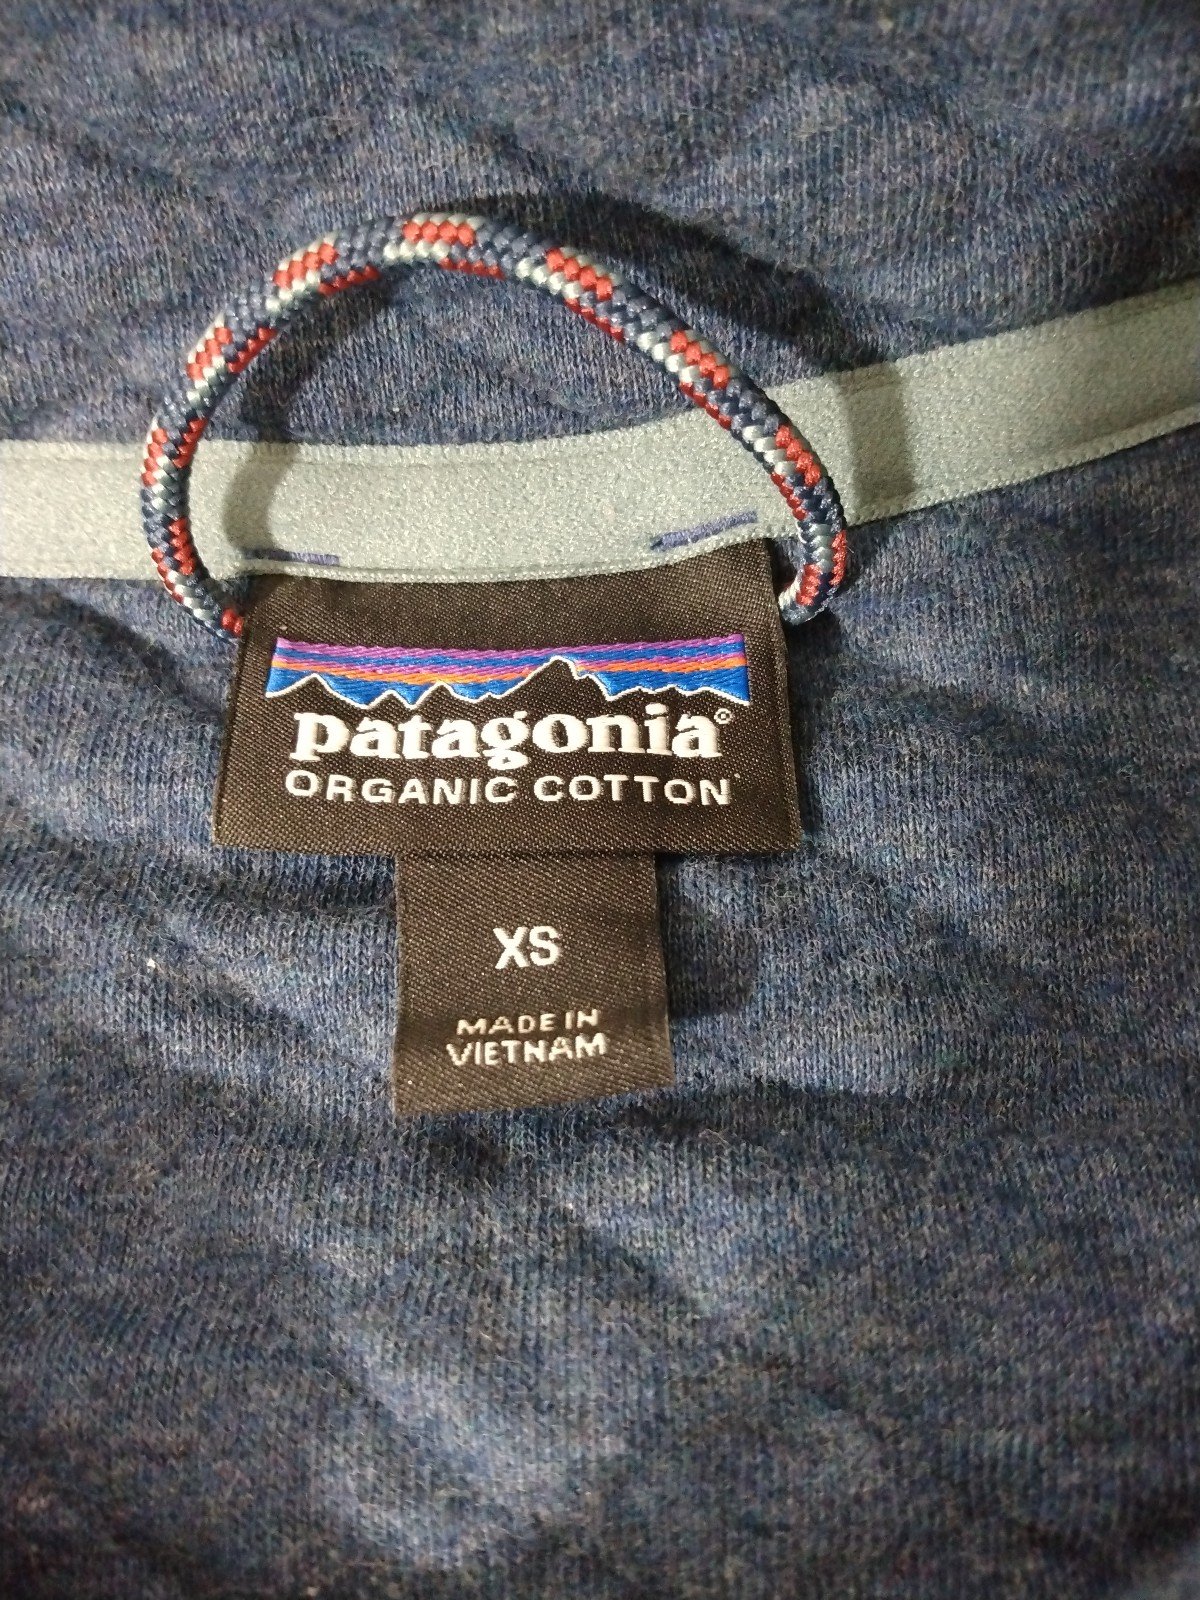 patagonia®
ORGANIC COTTON
XS
MADE IN
VIETNAM